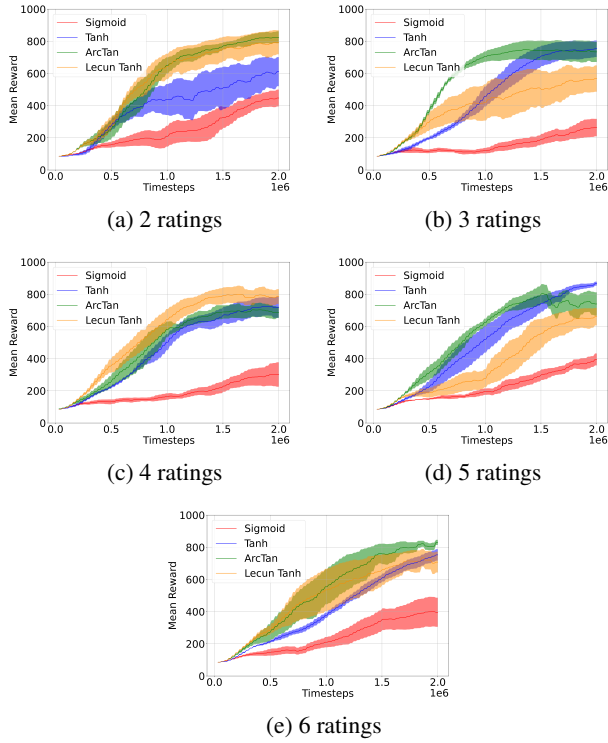 1000
800
600
400
200
0
Mean Reward
Sigmoid
Tanh
ArcTan
Lecun Tanh
0.0 0.5 1.0 1.5 2.0
Timesteps
1e6
(a) 2 ratings
1000
800
600
400
200
0
Mean Reward
Sigmoid
Tanh
ArcTan
Lecun Tanh
0.0 0.5 1.0 1.5 2.0
Timesteps
1e6
(b) 3 ratings
1000
800
600
400
200
0
Mean Reward
Sigmoid
Tanh
ArcTan
Lecun Tanh
0.0 0.5 1.0 1.5 2.0
Timesteps
1e6
(c) 4 ratings
1000
800
600
400
200
0
Mean Reward
Sigmoid
Tanh
ArcTan
Lecun Tanh
0.0 0.5 1.0 1.5 2.0
Timesteps
1e6
(d) 5 ratings
1000
800
600
400
200
0
Mean Reward
Sigmoid
Tanh
ArcTan
Lecun Tanh
0.0 0.5 1.0 1.5 2.0
Timesteps
1e6
(e) 6 ratings